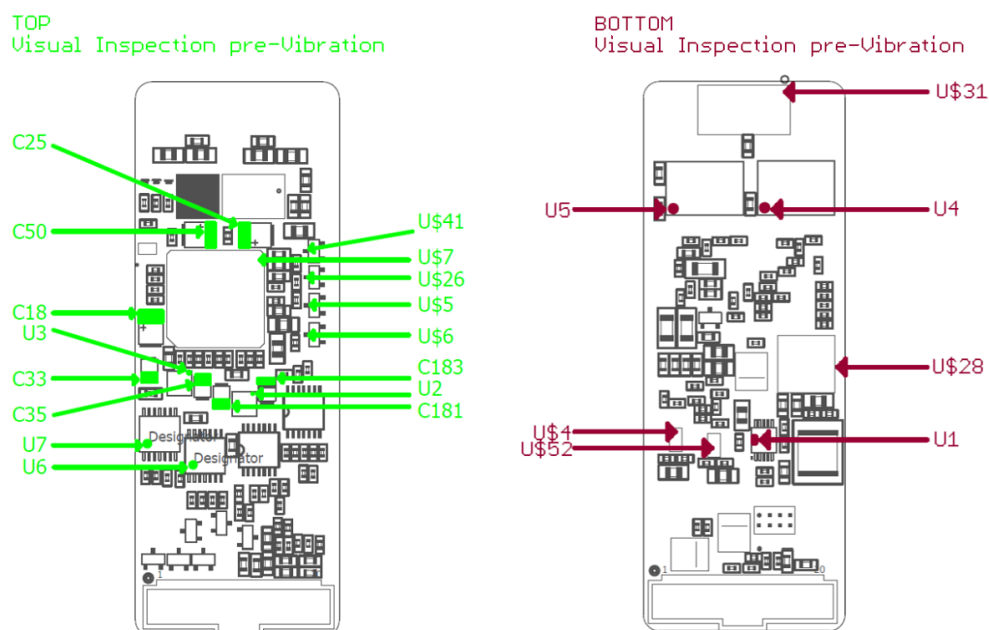 TOP
Visual Inspection pre-Vibration
C25
C50
C18
U3
C33
C35
U7
U6
U$41
U$7
U$26
U$5
U$6
C183
U2
C181
Designator
Designator
1
BOTTOM
Visual Inspection pre-Vibration
U$31
U5
U4
U$28
U$4
U$52
U1
1
20